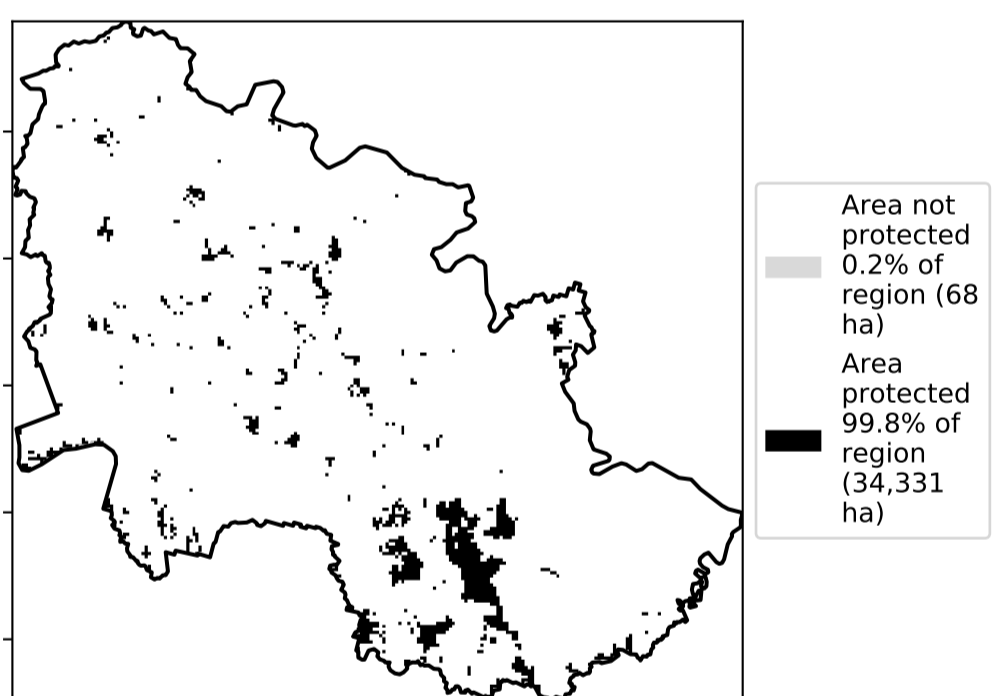 Area not
protected
0.2% of
region (68
ha)
Area
protected
99.8% of
region
(34,331
ha)